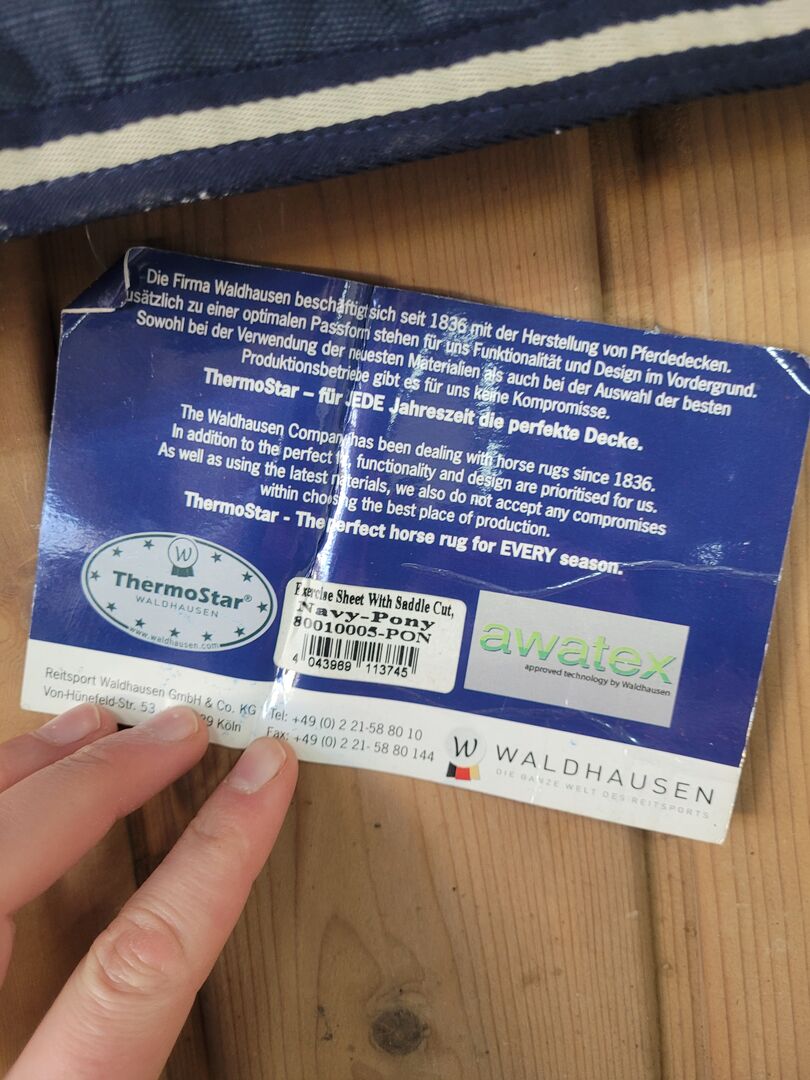 Die Firma Waldhausen beschäftigt sich seit 1836 mit der Herstellung von Pferdedecken.
usätzlich zu einer optimalen Passform stehen für uns Funktionalität und Design im Vordergrund.
Sowohl bei der Verwendung der neuesten Materialien als auch bei der Auswahl der besten
Produktionsbetriebe gibt es für uns keine Kompromisse.
ThermoStar – für JEDE Jahreszeit die perfekte Decke.
The Waldhausen Company has been dealing with horse rugs since 1836.
In addition to the perfect functionality and design are prioritised for us.
As well as using the latest materials, we also do not accept any compromises
within choosing the best place of production.
ThermoStar - The perfect horse rug for EVERY season.
W
ThermoStar®
WALDHAUSEN
www.waldhausen.com
Exercise Sheet With Saddle Cut,
Navy-Pony
80010005-PON
4 043969 113745
awatex
approved technology by Waldhausen
Reitsport Waldhausen GmbH & Co. KG
Von-Hünefeld-Str. 53 Köln
Tel: +49 (0) 2 21-58 80 10
Fax: +49 (0) 2 21- 58 80 144
W WALDHAUSEN
DIE GANZE WELT DES REITSPORTS